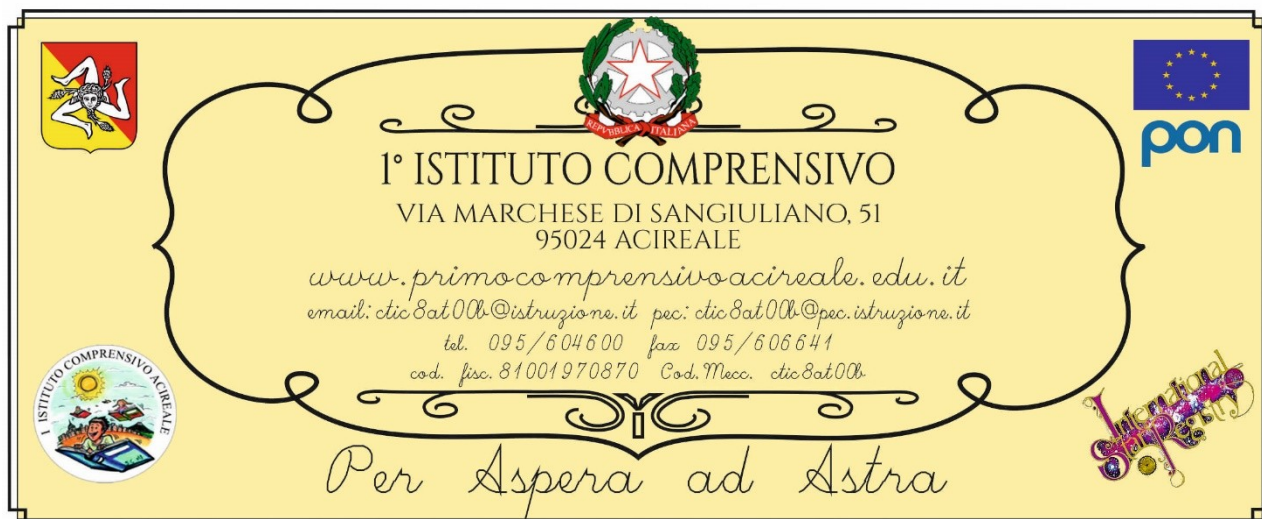 REPVBBLICA ITALIANA
pon
1° ISTITUTO COMPRENSIVO
VIA MARCHESE DI SANGIULIANO, 51
95024 ACIREALE
www.primocomprensivoacireale.edu.it
email: ctic8at00b@istruzione.it pec: ctic8at00b@pec.istruzione.it
tel. 095/604600 fax 095/606641
cod. fisc. 81001970870 Cod. Mecc. ctic8at00b
I ISTITUTO COMPRENSIVO ACIREALE
International
Star Registry
Per Aspera ad Astra